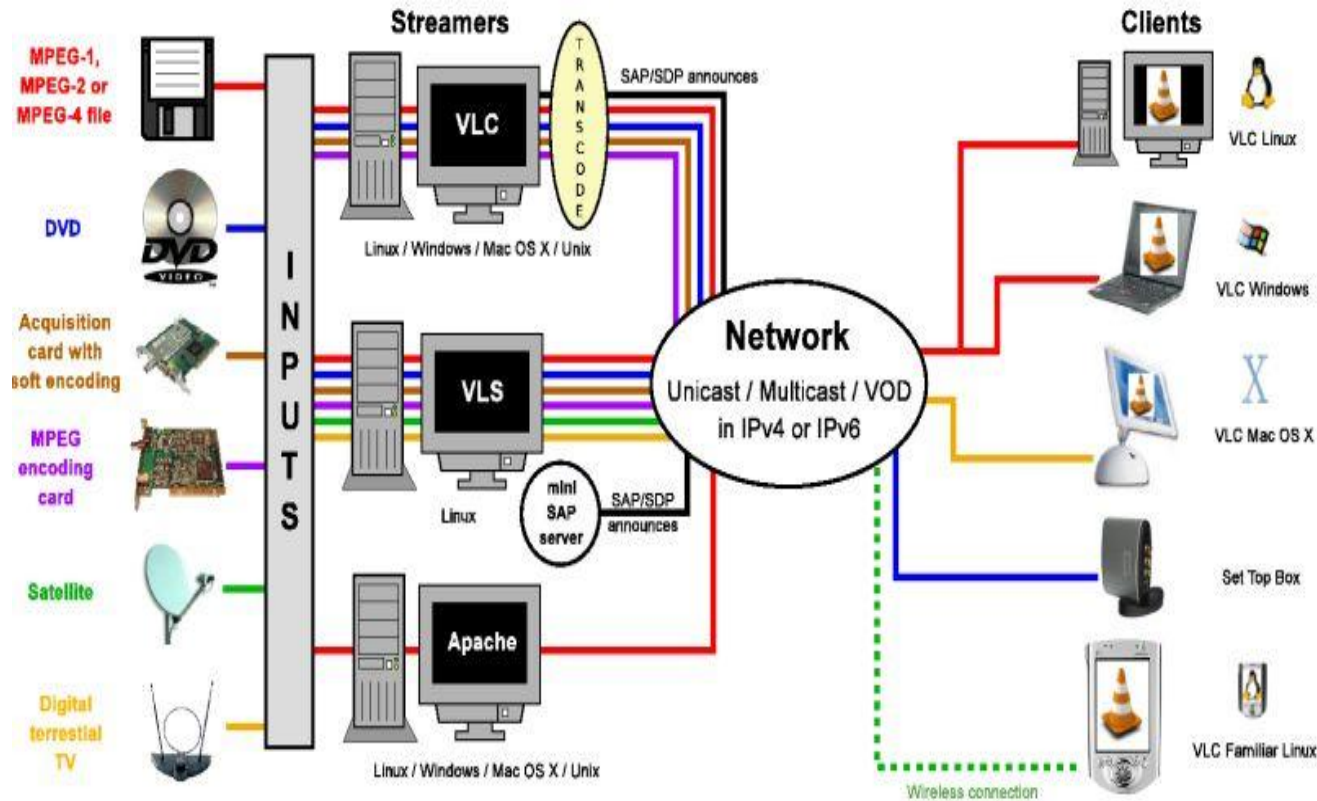 Streamers
Clients
MPEG-1,
MPEG-2 or
MPEG-4 file
DVD
DVD
VIDEO
Acquisition
card with
soft encoding
MPEG
encoding
card
Satellite
Digital
terrestial
TV
INPUTS
VLC
TRANSCODE
SAP/SDP announces
Linux / Windows / Mac OS X / Unix
VLS
Linux
mini
SAP
server
SAP/SDP
announces
Apache
Linux / Windows / Mac OS X / Unix
Network
Unicast / Multicast / VOD
in IPv4 or IPv6
VLC Linux
VLC Windows
X
VLC Mac OS X
Set Top Box
VLC Familiar Linux
Wireless connection